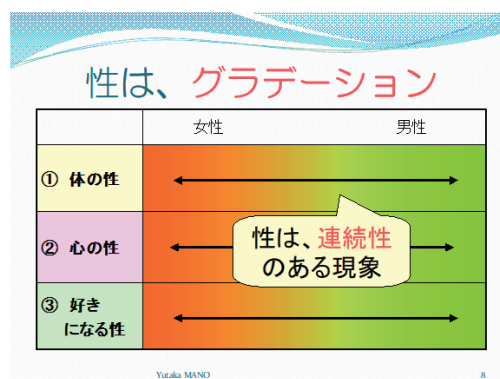 性は、グラデーション
女性 男性
① 体の性
② 心の性
性は、連続性
のある現象
③ 好き
になる性
Yutaka MANO 8